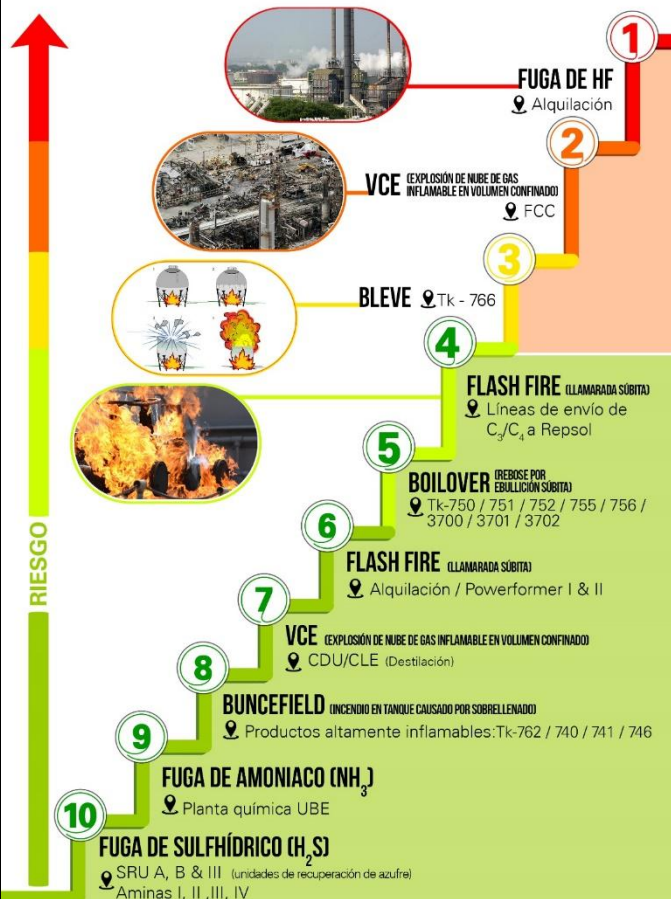 1
FUGA DE HF
Alquilación
2
VCE (EXPLOSIÓN DE NUBE DE GAS
INFLAMABLE EN VOLUMEN CONFINADO)
FCC
3
BLEVE Tk - 766
4
FLASH FIRE (LLAMARADA SÚBITA)
Líneas de envío de
C₃/C₄ a Repsol
5
BOILOVER (REBOSE POR
EBULLICIÓN SÚBITA)
Tk-750 / 751 / 752 / 755 / 756 /
3700 / 3701 / 3702
6
FLASH FIRE (LLAMARADA SÚBITA)
Alquilación / Powerformer I & II
7
VCE (EXPLOSIÓN DE NUBE DE GAS INFLAMABLE EN VOLUMEN CONFINADO)
CDU/CLE (Destilación)
8
BUNCEFIELD (INCENDIO EN TANQUE CAUSADO POR SOBRELLENADO)
Productos altamente inflamables:Tk-762 / 740 / 741 / 746
9
FUGA DE AMONIACO (NH₃)
Planta química UBE
10
FUGA DE SULFHÍDRICO (H₂S)
SRU A, B & III (unidades de recuperación de azufre)
Aminas I, II ,III, IV
RIESGO